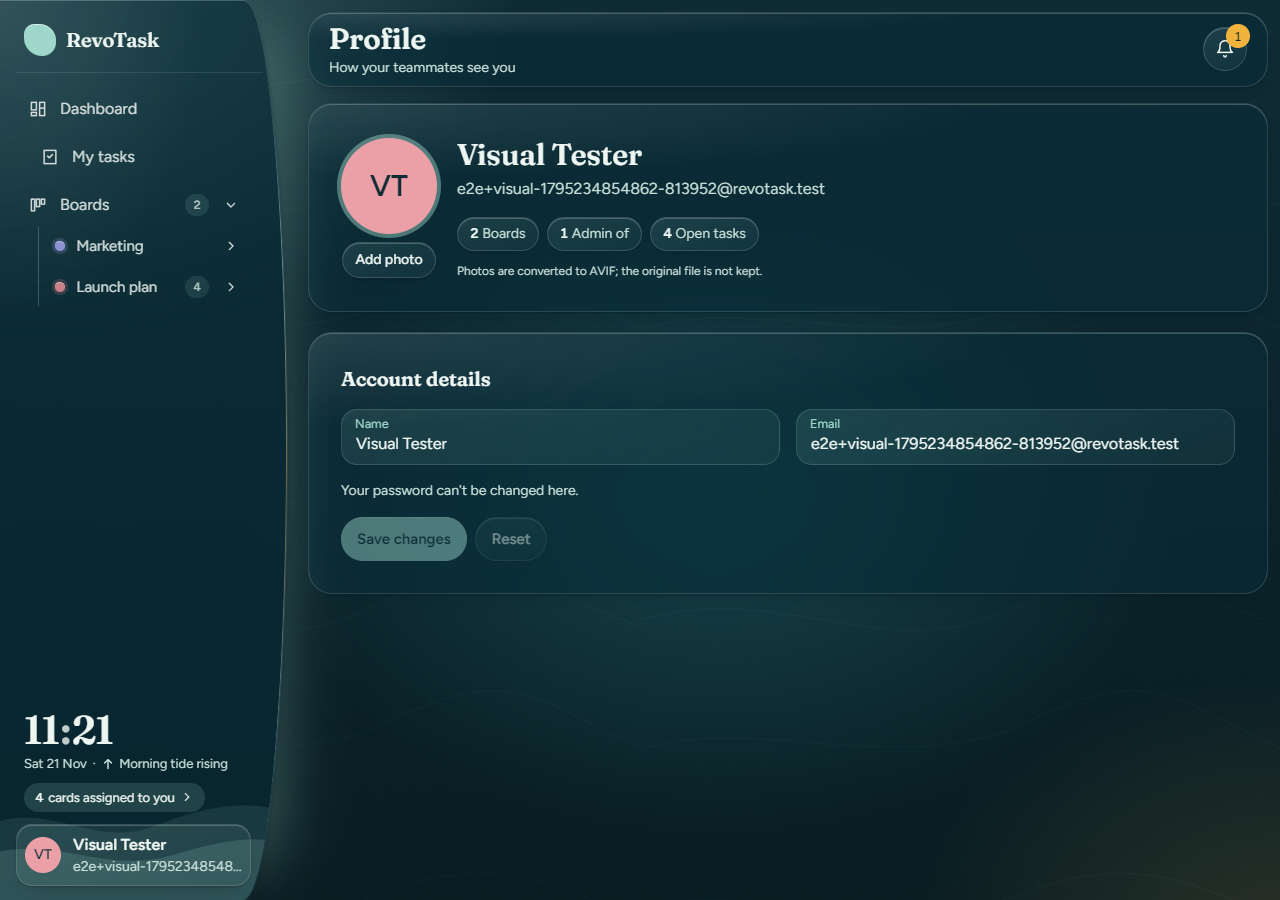 RevoTask
Dashboard
My tasks
Boards 2
Marketing
Launch plan 4
11:21
Sat 21 Nov · ↑ Morning tide rising
4 cards assigned to you
VT
Visual Tester
e2e+visual-17952348548...
Profile
How your teammates see you
1
VT
Add photo
Visual Tester
e2e+visual-1795234854862-813952@revotask.test
2 Boards 1 Admin of 4 Open tasks
Photos are converted to AVIF; the original file is not kept.
Account details
Name
Visual Tester
Email
e2e+visual-1795234854862-813952@revotask.test
Your password can't be changed here.
Save changes Reset